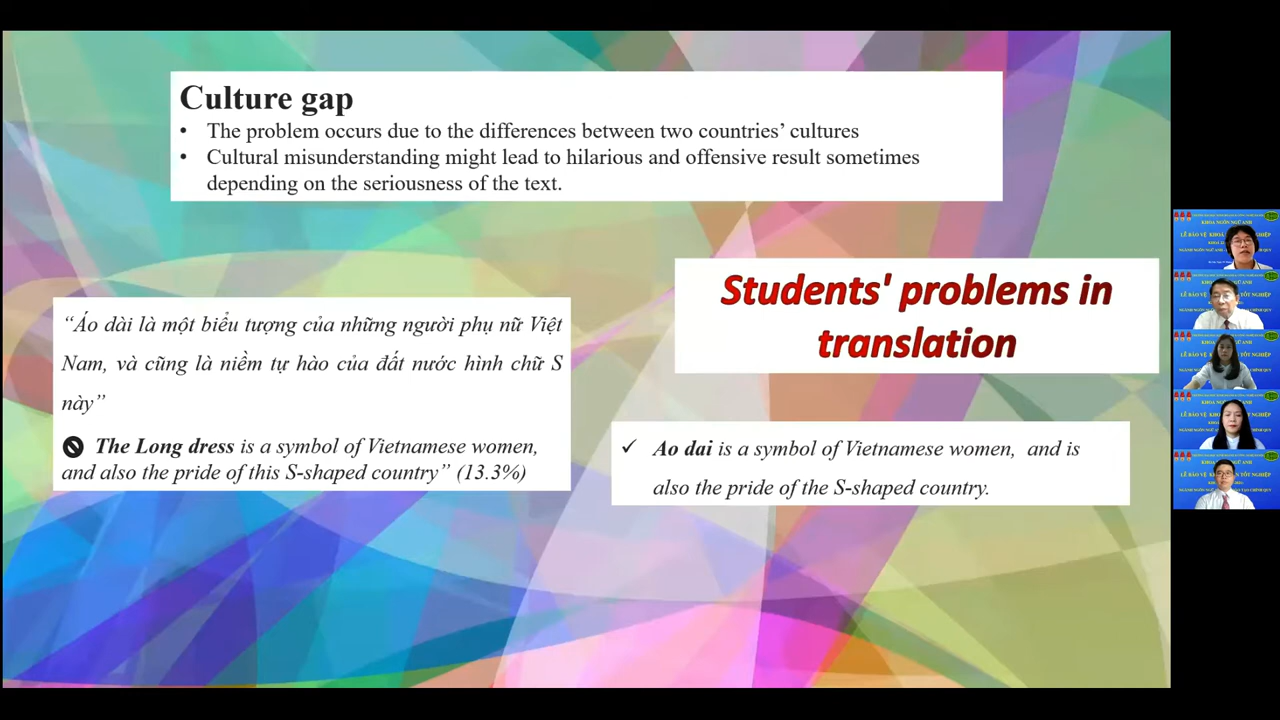 Culture gap
• The problem occurs due to the differences between two countries’ cultures
• Cultural misunderstanding might lead to hilarious and offensive result sometimes
depending on the seriousness of the text.
Students' problems in
translation
“Áo dài là một biểu tượng của những người phụ nữ Việt
Nam, và cũng là niềm tự hào của đất nước hình chữ S
này”
The Long dress is a symbol of Vietnamese women,
and also the pride of this S-shaped country” (13.3%)
✓ Ao dai is a symbol of Vietnamese women, and is
also the pride of the S-shaped country.
KHOA NGÔN NGỮ ANH